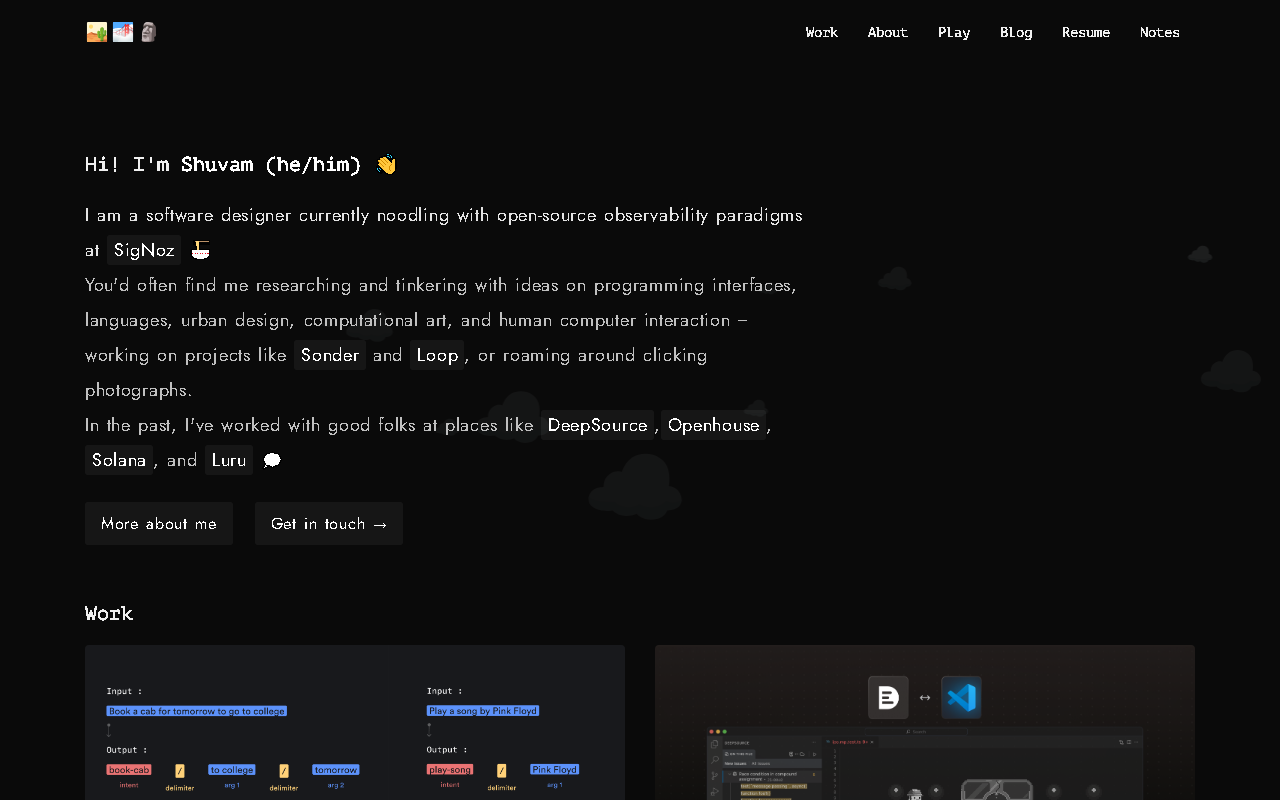 Work About Play Blog Resume Notes
Hi! I'm Shuvam (he/him) 👋
I am a software designer currently noodling with open-source observability paradigms
at SigNoz 🍜
You'd often find me researching and tinkering with ideas on programming interfaces,
languages, urban design, computational art, and human computer interaction –
working on projects like Sonder and Loop, or roaming around clicking
photographs.
In the past, I've worked with good folks at places like DeepSource, Openhouse,
Solana, and Luru 💭
More about me Get in touch →
Work
Input :
Book a cab for tomorrow to go to college
Output :
book-cab / to college / tomorrow
intent delimiter arg 1 delimiter arg 2
Input :
Play a song by Pink Floyd
Output :
play-song / Pink Floyd
intent delimiter arg 1
↔
DEEPSOURCE
Search